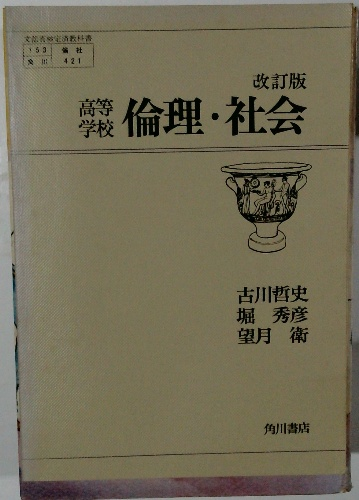 文部省検定済教科書
153 倫社
角川 421
改訂版
高等学校 倫理・社会
古川哲史
堀 秀彦
望月 衛
角川書店